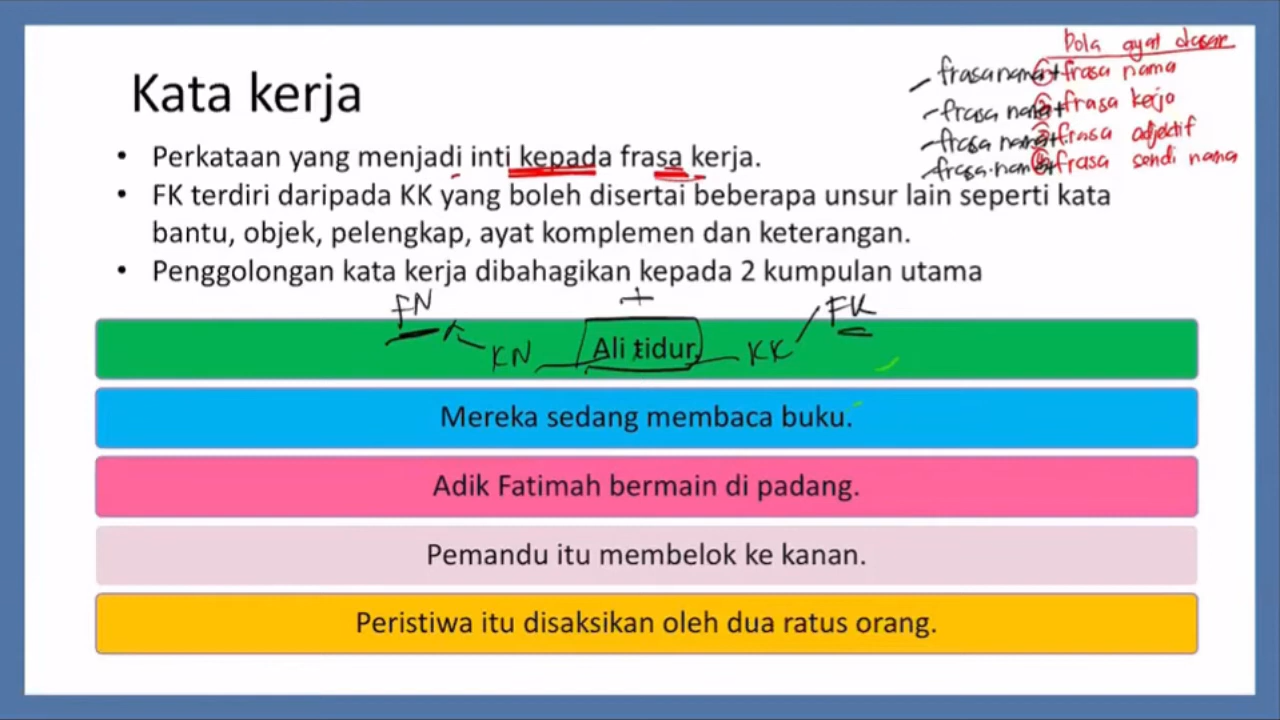 Pola ayat dasar
Kata kerja
- frasa nama + ① frasa nama
- frasa nama + ② frasa kerja
- frasa nama + ③ frasa adjektif
- frasa nama + ④ frasa sendi nama
• Perkataan yang menjadi inti kepada frasa kerja.
• FK terdiri daripada KK yang boleh disertai beberapa unsur lain seperti kata
bantu, objek, pelengkap, ayat komplemen dan keterangan.
• Penggolongan kata kerja dibahagikan kepada 2 kumpulan utama
FN + FK
KN Ali tidur. KK
Mereka sedang membaca buku.
Adik Fatimah bermain di padang.
Pemandu itu membelok ke kanan.
Peristiwa itu disaksikan oleh dua ratus orang.